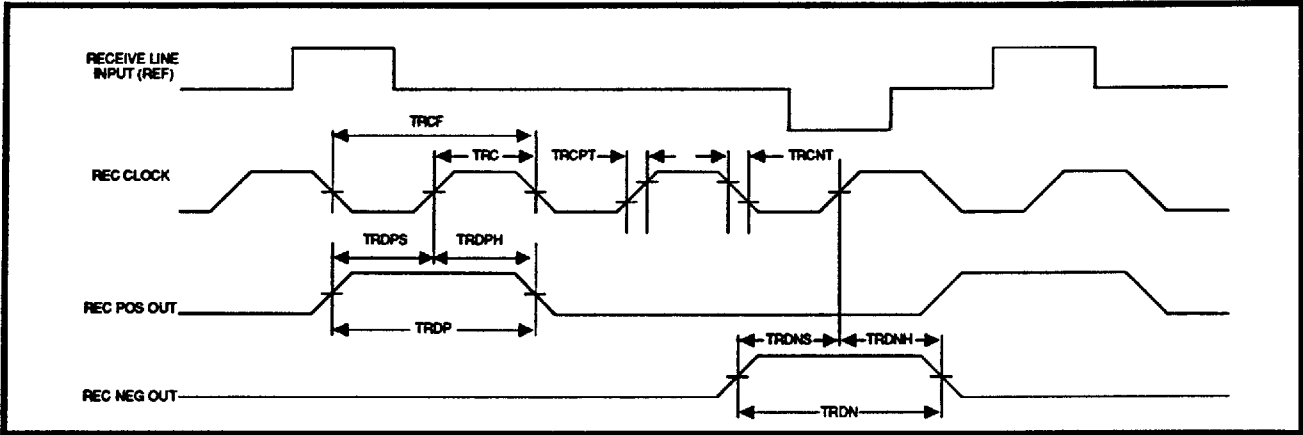 RECEIVE LINE
INPUT (REF)
TRCF
TRC
TRCPT
TRCNT
REC CLOCK
TRDPS
TRDPH
REC POS OUT
TRDP
TRDNS
TRDNH
REC NEG OUT
TRDN